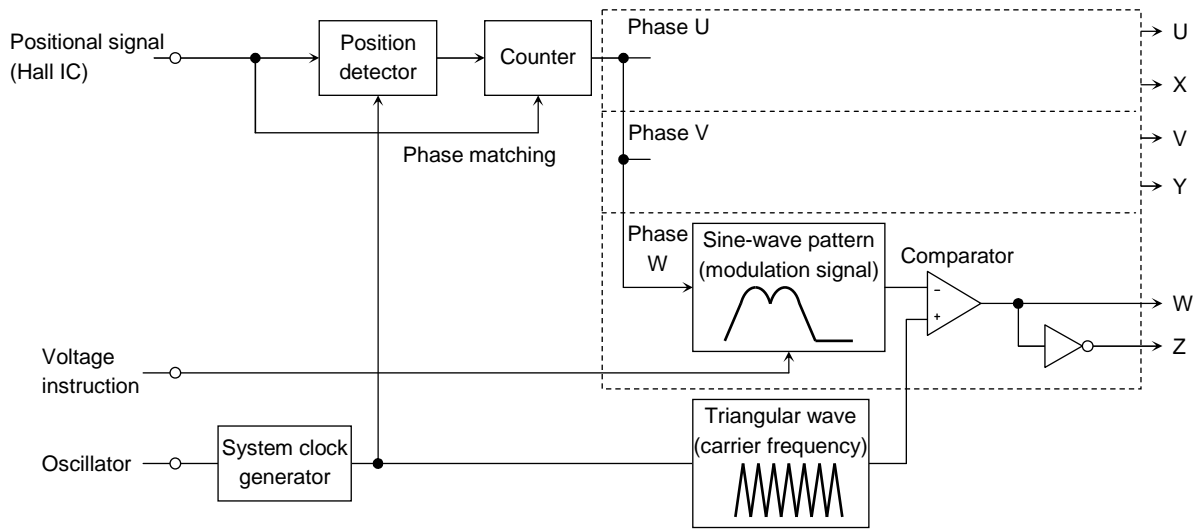 Positional signal
(Hall IC)
Position
detector
Counter
Phase matching
Phase U
Phase V
Phase
W
Sine-wave pattern
(modulation signal)
Comparator
−
+
U
X
V
Y
W
Z
Voltage
instruction
Oscillator
System clock
generator
Triangular wave
(carrier frequency)